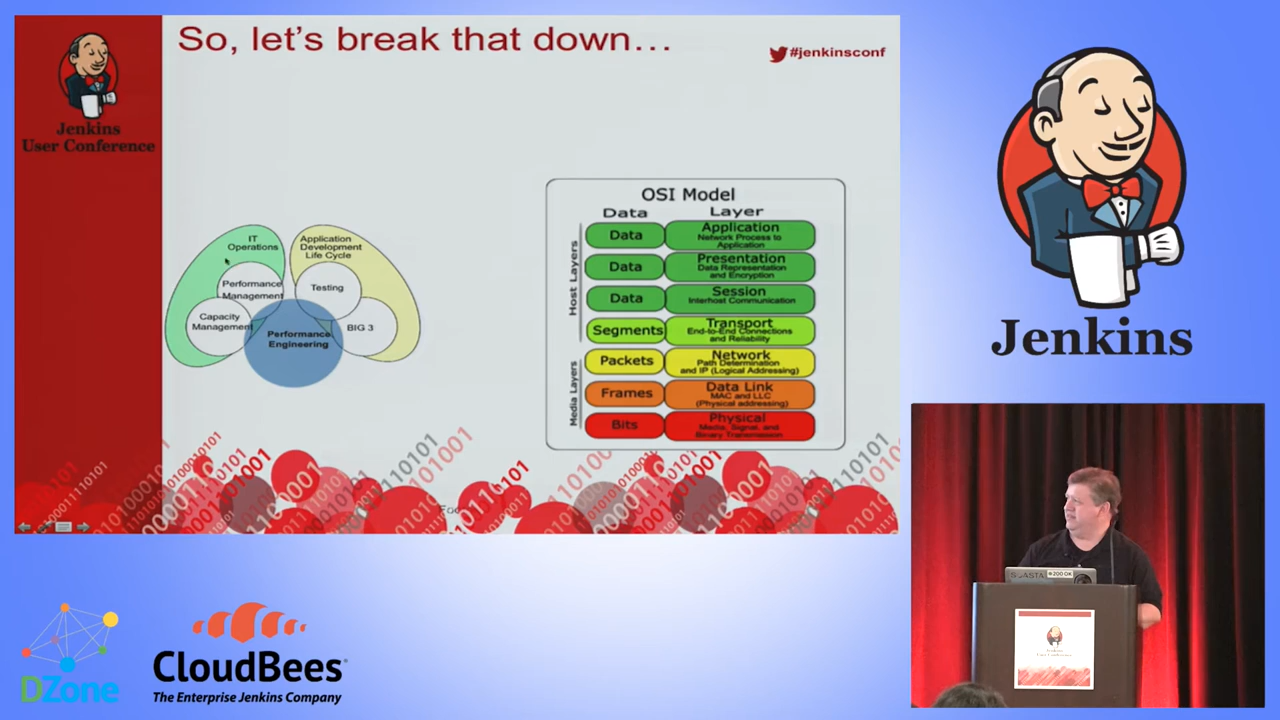 So, let's break that down...
#jenkinsconf
Jenkins
User Conference
IT
Operations
Performance
Management
Capacity
Management
Application
Development
Life Cycle
Testing
BIG 3
Performance
Engineering
OSI Model
Data Layer
Host Layers
Media Layers
Data
Application
Network Process to
Application
Data
Presentation
Data Representation
and Encryption
Data
Session
Interhost Communication
Segments
Transport
End-to-End Connections
and Reliability
Packets
Network
Path Determination
and IP (Logical Addressing)
Frames
Data Link
MAC and LLC
(Physical addressing)
Bits
Physical
Media, Signal, and
Binary Transmission
Jenkins
DZone
CloudBees
The Enterprise Jenkins Company
200 OK